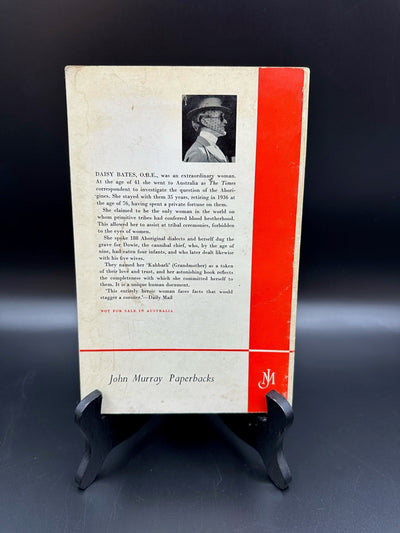 DAISY BATES, O.B.E., was an extraordinary woman.
At the age of 41 she went to Australia as The Times
correspondent to investigate the question of the Abori-
gines. She stayed with them 35 years, retiring in 1936 at
the age of 76, having spent a private fortune on them.
She claimed to be the only woman in the world on
whom primitive tribes had conferred blood brotherhood.
This allowed her to assist at tribal ceremonies, forbidden
to the eyes of women.
She spoke 188 Aboriginal dialects and herself dug the
grave for Dowie, the cannibal chief, who, by the age of
nine, had eaten four infants, and who later dealt likewise
with his five wives.
They named her 'Kabbarli' (Grandmother) as a token
of their love and trust, and her astonishing book reflects
the completeness with which she committed herself to
them. It is a unique human document.
'This entirely heroic woman faces facts that would
stagger a coroner.'—Daily Mail
NOT FOR SALE IN AUSTRALIA
John Murray Paperbacks
JM